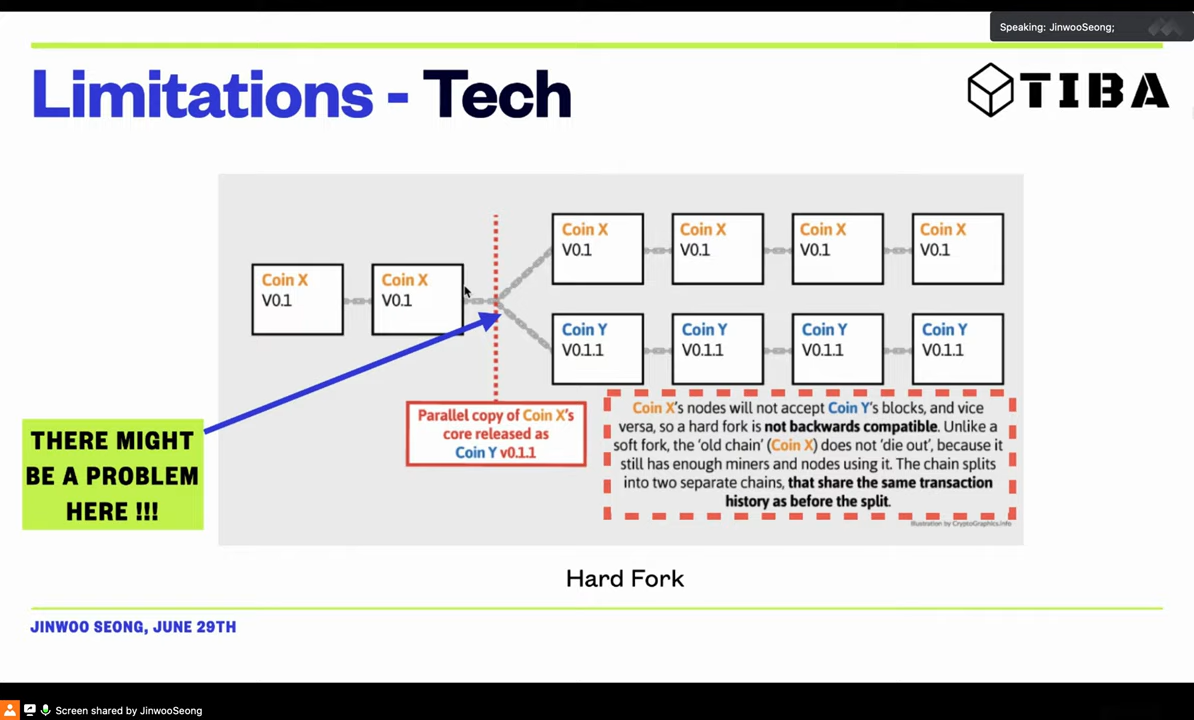 Speaking: JinwooSeong;
Limitations - Tech
TIBA
Coin X
V0.1
Coin X
V0.1
Coin X
V0.1
Coin X
V0.1
Coin X
V0.1
Coin X
V0.1
Coin Y
V0.1.1
Coin Y
V0.1.1
Coin Y
V0.1.1
Coin Y
V0.1.1
Parallel copy of Coin X's
core released as
Coin Y v0.1.1
Coin X's nodes will not accept Coin Y's blocks, and vice
versa, so a hard fork is not backwards compatible. Unlike a
soft fork, the 'old chain' (Coin X) does not 'die out', because it
still has enough miners and nodes using it. The chain splits
into two separate chains, that share the same transaction
history as before the split.
Illustration by CryptoGraphics.info
THERE MIGHT
BE A PROBLEM
HERE !!!
Hard Fork
JINWOO SEONG, JUNE 29TH
Screen shared by JinwooSeong